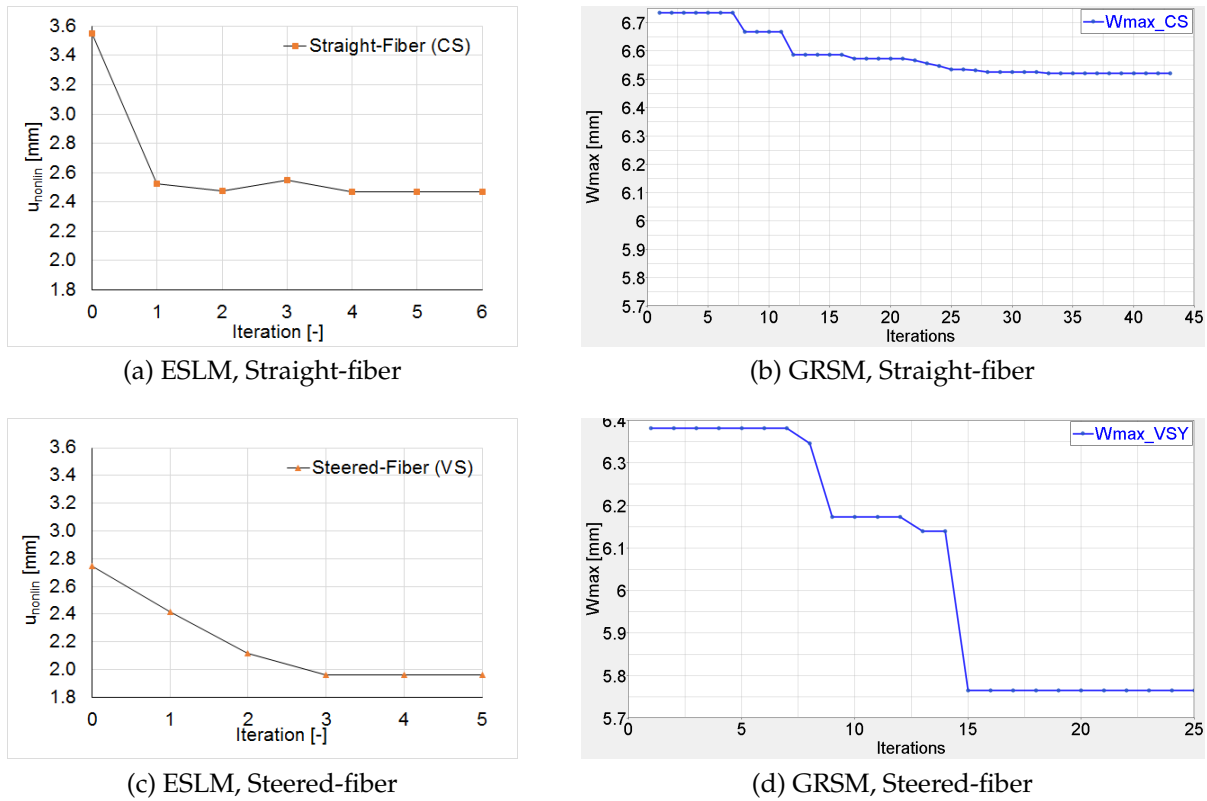 3.6
3.4
3.2
3.0
2.8
2.6
2.4
2.2
2.0
1.8
u_nonlin [mm]
Straight-Fiber (CS)
0 1 2 3 4 5 6
Iteration [-]
(a) ESLM, Straight-fiber
6.7
6.6
6.5
6.4
6.3
6.2
6.1
6
5.9
5.8
5.7
Wmax [mm]
Wmax_CS
0 5 10 15 20 25 30 35 40 45
Iterations
(b) GRSM, Straight-fiber
3.6
3.4
3.2
3.0
2.8
2.6
2.4
2.2
2.0
1.8
u_nonlin [mm]
Steered-Fiber (VS)
0 1 2 3 4 5
Iteration [-]
(c) ESLM, Steered-fiber
6.4
6.3
6.2
6.1
6
5.9
5.8
5.7
Wmax [mm]
Wmax_VSY
0 5 10 15 20 25
Iterations
(d) GRSM, Steered-fiber